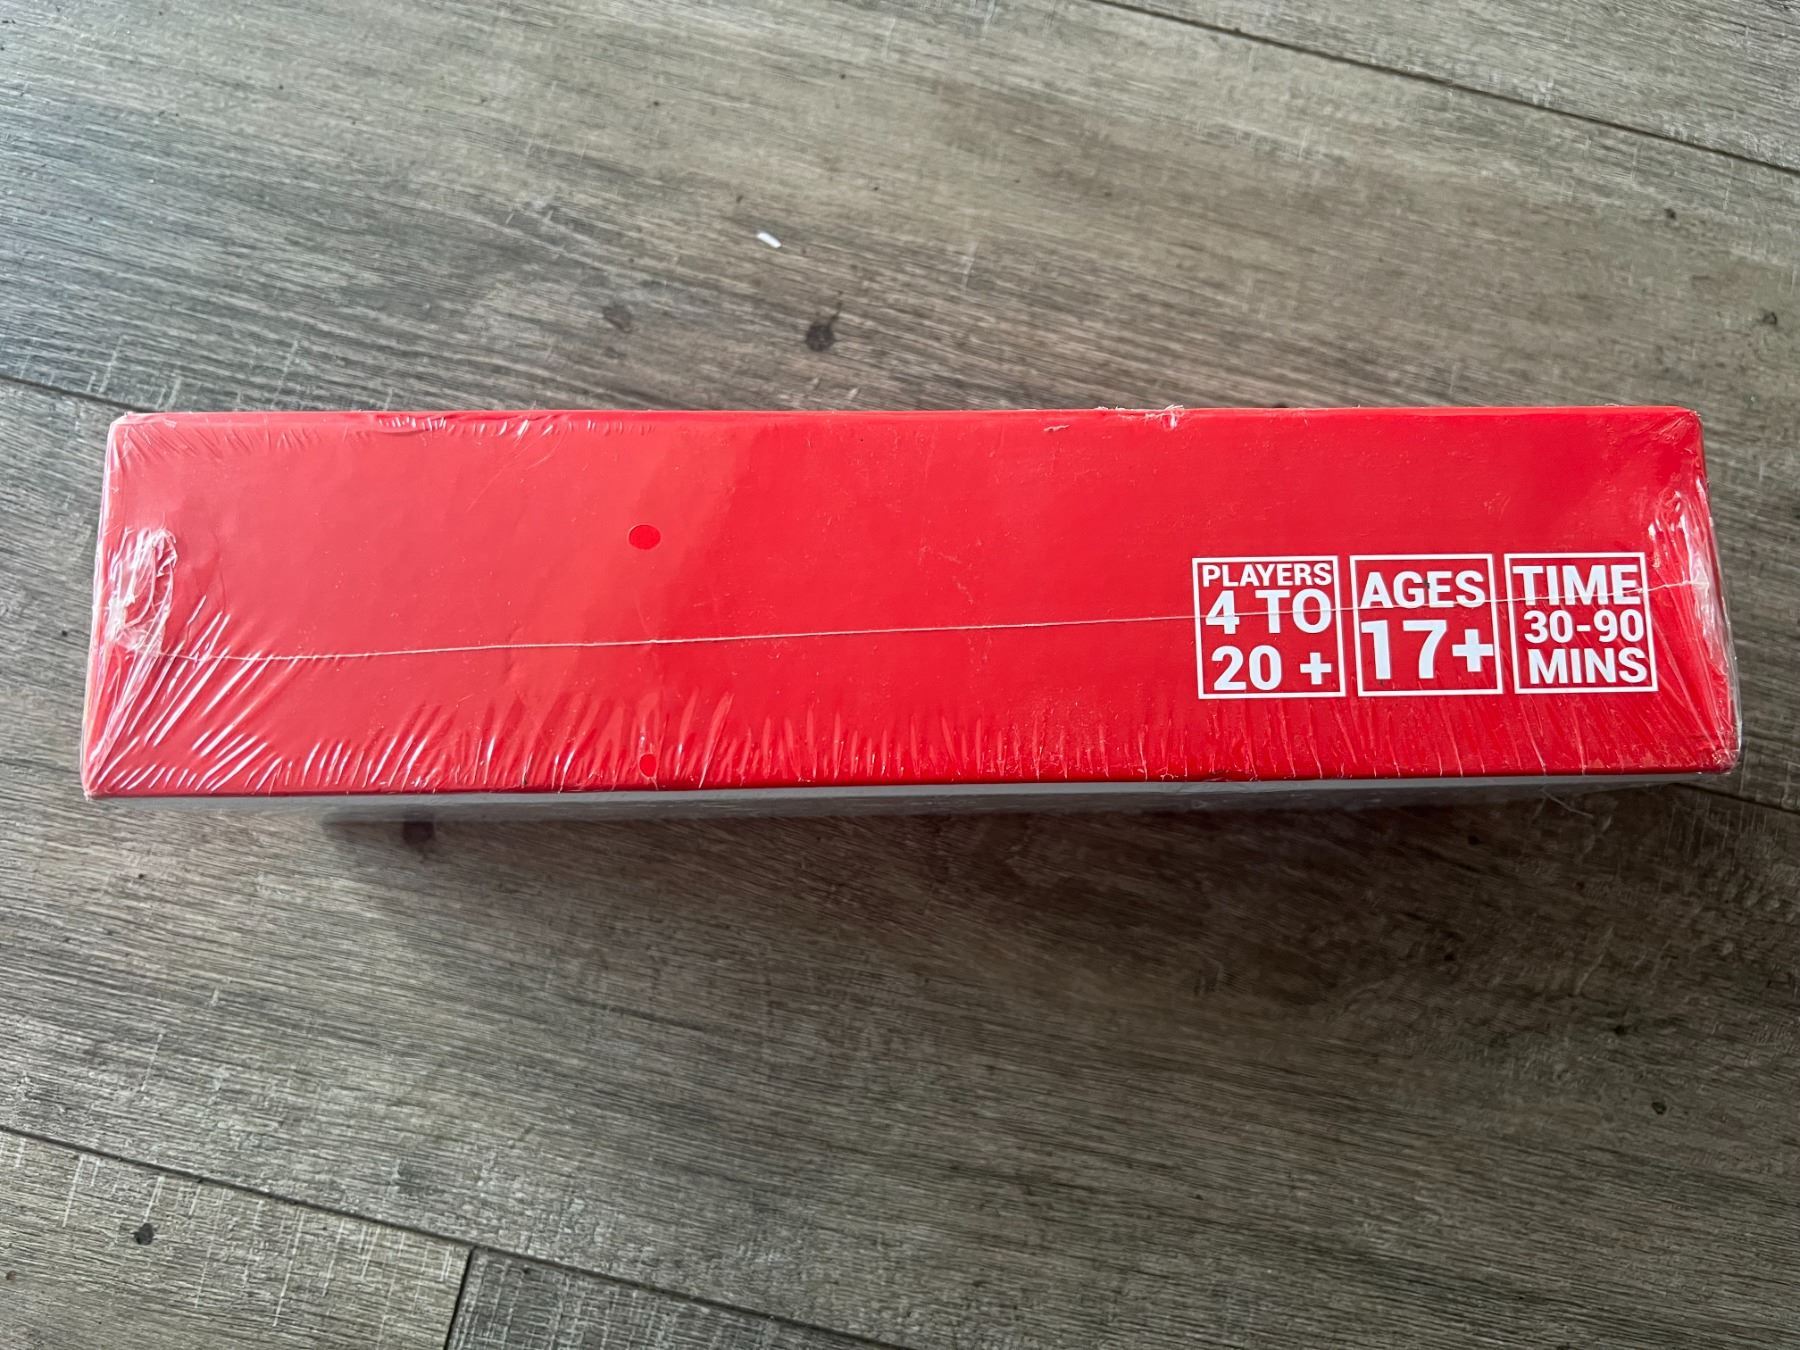 PLAYERS
4 TO
20 +
AGES
17+
TIME
30-90
MINS